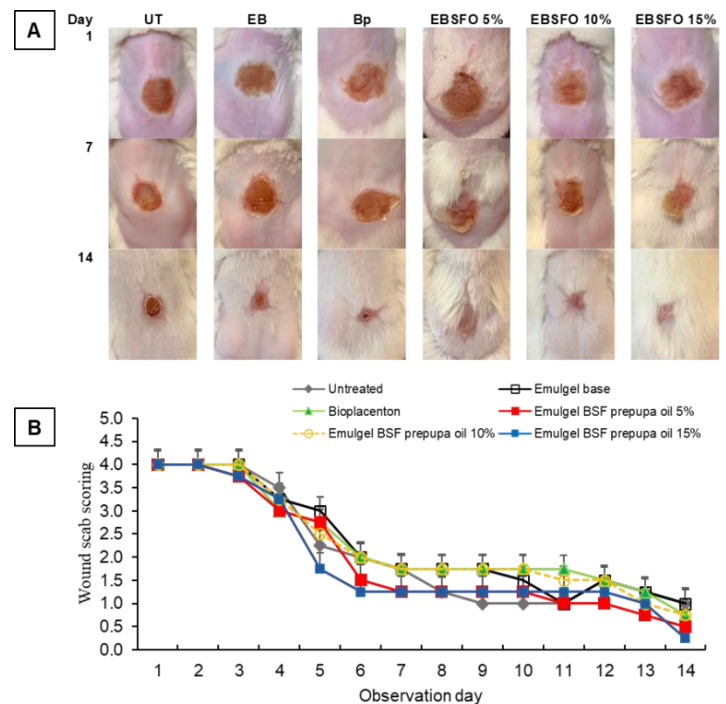 A
Day UT EB Bp EBSFO 5% EBSFO 10% EBSFO 15%
1
7
14
B
Untreated Emulgel base
Bioplacenton Emulgel BSF prepupa oil 5%
Emulgel BSF prepupa oil 10% Emulgel BSF prepupa oil 15%
Wound scab scoring
5.0
4.5
4.0
3.5
3.0
2.5
2.0
1.5
1.0
0.5
0.0
1 2 3 4 5 6 7 8 9 10 11 12 13 14
Observation day